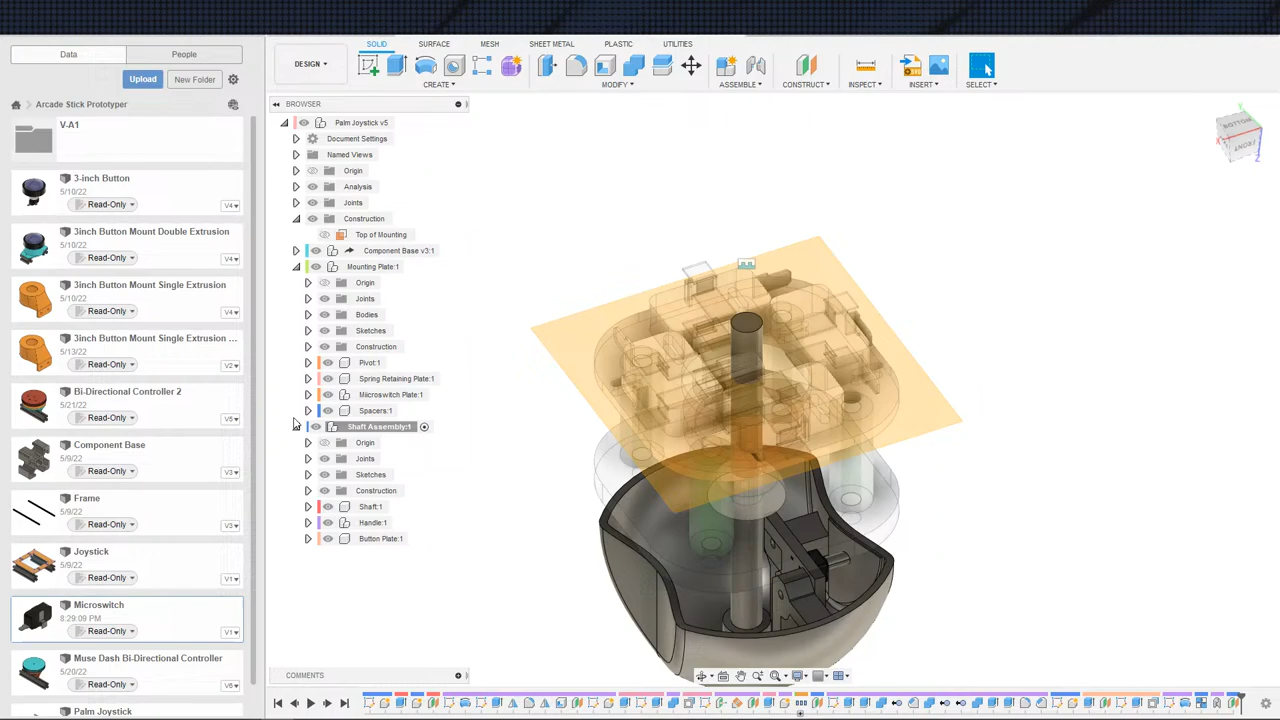 Data
People
SOLID
SURFACE
MESH
SHEET METAL
PLASTIC
UTILITIES
DESIGN
Upload
New Folder
CREATE
MODIFY
ASSEMBLE
CONSTRUCT
INSPECT
INSERT
SELECT
Arcade Stick Prototyper
V-A1
3-inch Button
5/10/22
Read-Only
V4
3inch Button Mount Double Extrusion
5/10/22
Read-Only
V4
3inch Button Mount Single Extrusion
5/10/22
Read-Only
V4
3inch Button Mount Single Extrusion ...
5/13/22
Read-Only
V2
Bi-Directional Controller 2
5/21/22
Read-Only
V5
Component Base
5/9/22
Read-Only
V3
Frame
5/9/22
Read-Only
V3
Joystick
5/9/22
Read-Only
V1
Microswitch
8:29:09 PM
Read-Only
V1
Muse Dash Bi-Directional Controller
5/20/22
Read-Only
V6
Palm Joystick
BROWSER
Palm Joystick v5
Document Settings
Named Views
Origin
Analysis
Joints
Construction
Top of Mounting
Component Base v3:1
Mounting Plate:1
Origin
Joints
Bodies
Sketches
Construction
Pivot:1
Spring Retaining Plate:1
Miicroswitch Plate:1
Spacers:1
Shaft Assembly:1
Origin
Joints
Sketches
Construction
Shaft:1
Handle:1
Button Plate:1
COMMENTS
BOTTOM
FRONT
X
Y
Z